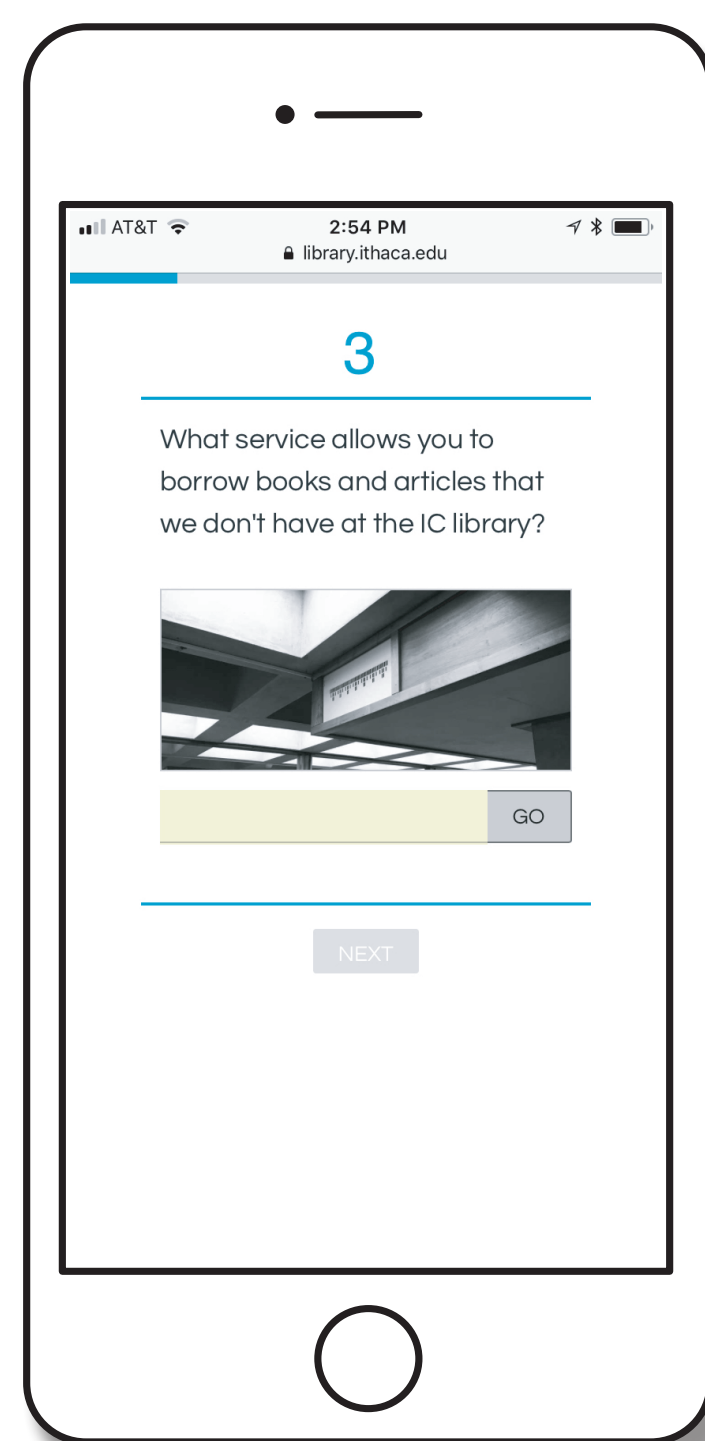 AT&T
2:54 PM
library.ithaca.edu
3
What service allows you to
borrow books and articles that
we don't have at the IC library?
GO
NEXT